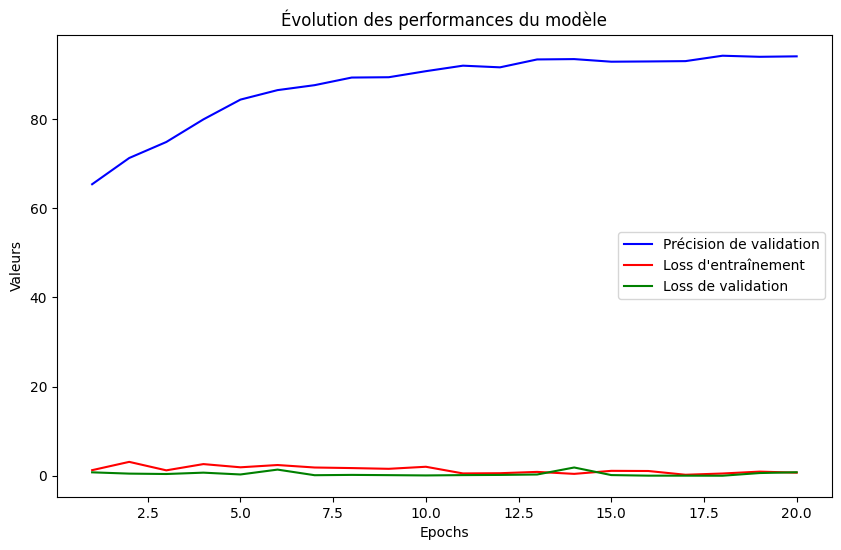 Évolution des performances du modèle
Valeurs
80
60
40
20
0
Précision de validation
Loss d'entraînement
Loss de validation
2.5 5.0 7.5 10.0 12.5 15.0 17.5 20.0
Epochs